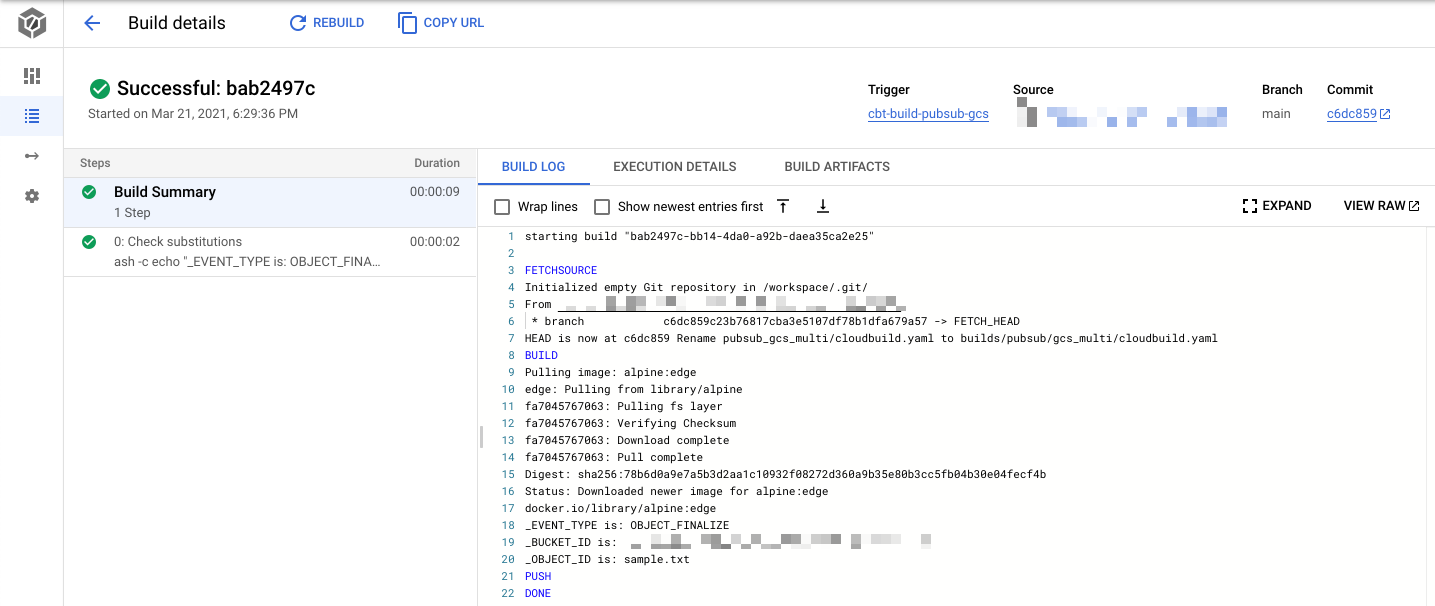 Build details
REBUILD
COPY URL
Successful: bab2497c
Started on Mar 21, 2021, 6:29:36 PM
Trigger
cbt-build-pubsub-gcs
Source
Branch
main
Commit
c6dc859
Steps
Duration
Build Summary
00:00:09
1 Step
0: Check substitutions
00:00:02
ash -c echo "_EVENT_TYPE is: OBJECT_FINA...
BUILD LOG
EXECUTION DETAILS
BUILD ARTIFACTS
Wrap lines
Show newest entries first
EXPAND
VIEW RAW
1 starting build "bab2497c-bb14-4da0-a92b-daea35ca2e25"
2
3 FETCHSOURCE
4 Initialized empty Git repository in /workspace/.git/
5 From
6 * branch c6dc859c23b76817cba3e5107df78b1dfa679a57 -> FETCH_HEAD
7 HEAD is now at c6dc859 Rename pubsub_gcs_multi/cloudbuild.yaml to builds/pubsub/gcs_multi/cloudbuild.yaml
8 BUILD
9 Pulling image: alpine:edge
10 edge: Pulling from library/alpine
11 fa7045767063: Pulling fs layer
12 fa7045767063: Verifying Checksum
13 fa7045767063: Download complete
14 fa7045767063: Pull complete
15 Digest: sha256:78b6d0a9e7a5b3d2aa1c10932f08272d360a9b35e80b3cc5fb04b30e04fecf4b
16 Status: Downloaded newer image for alpine:edge
17 docker.io/library/alpine:edge
18 _EVENT_TYPE is: OBJECT_FINALIZE
19 _BUCKET_ID is:
20 _OBJECT_ID is: sample.txt
21 PUSH
22 DONE